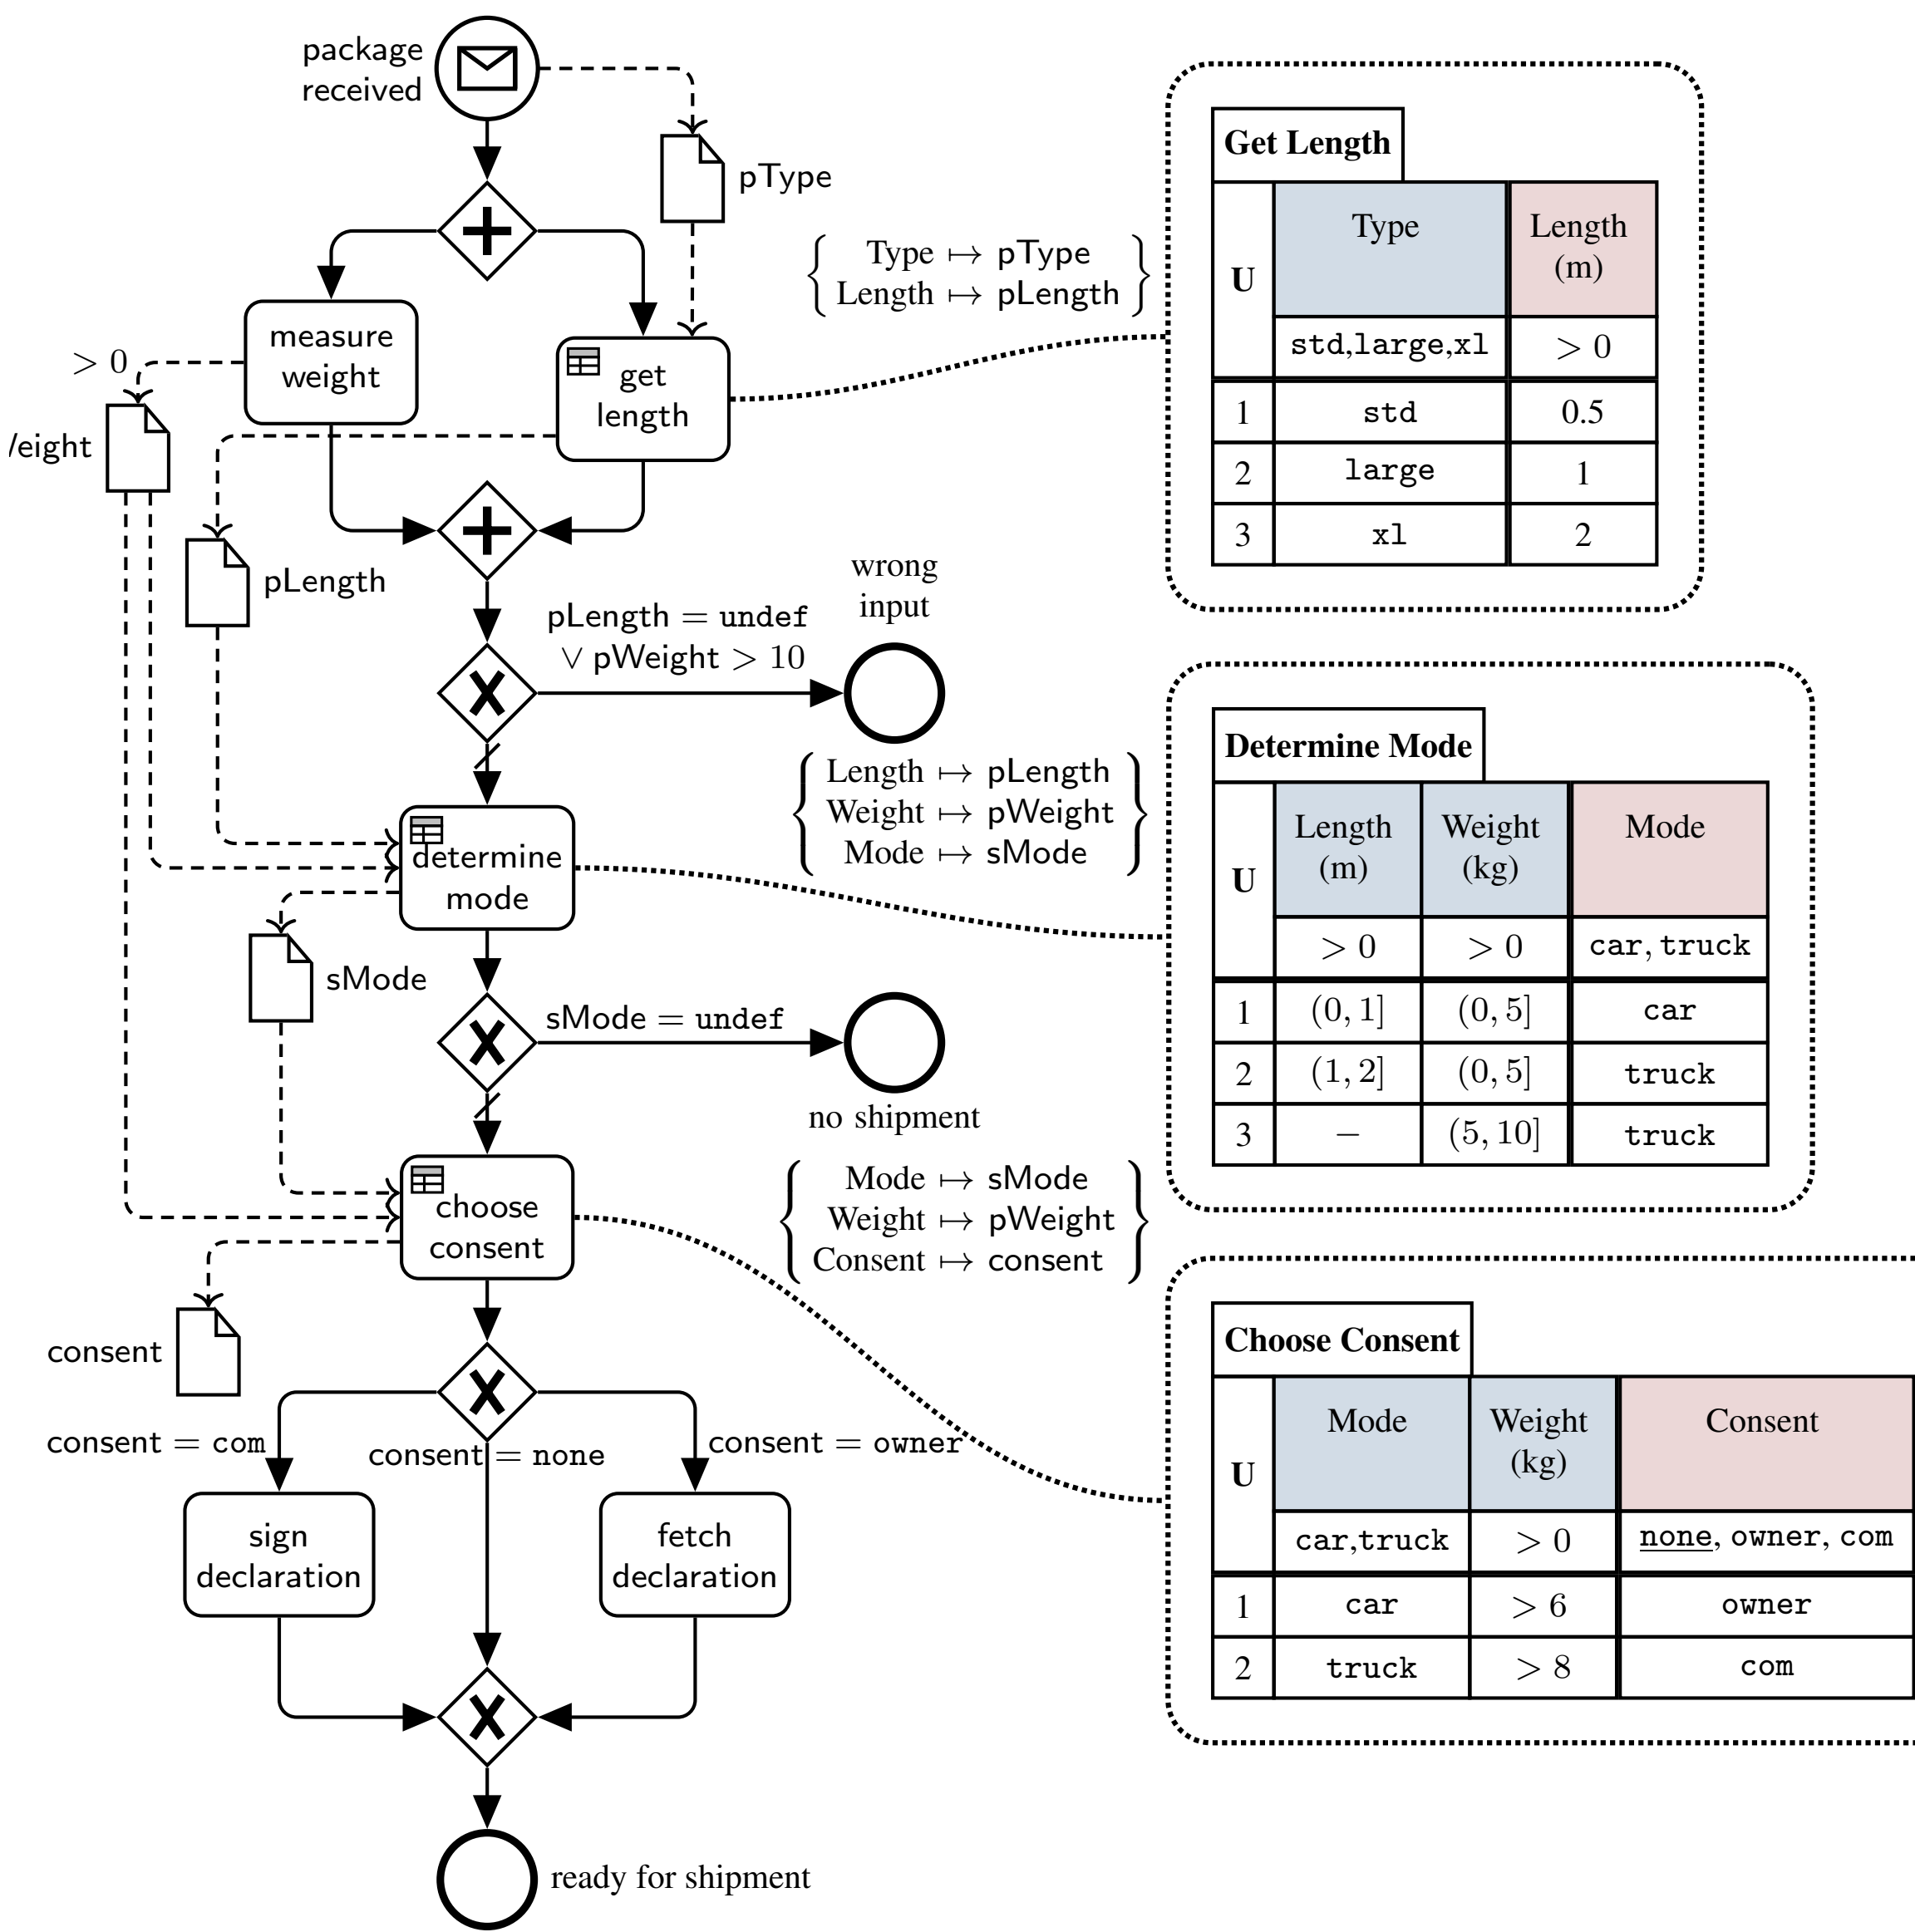 package
received
pType
{ Type ↦ pType
Length ↦ pLength }
measure
weight
> 0
get
length
/eight
pLength
wrong
input
pLength = undef
∨ pWeight > 10
{ Length ↦ pLength
Weight ↦ pWeight
Mode ↦ sMode }
determine
mode
sMode
sMode = undef
no shipment
{ Mode ↦ sMode
Weight ↦ pWeight
Consent ↦ consent }
choose
consent
consent
consent = com
consent = none
consent = owner
sign
declaration
fetch
declaration
ready for shipment
Get Length
U Type Length
(m)
std,large,xl > 0
1 std 0.5
2 large 1
3 xl 2
Determine Mode
U Length Weight Mode
(m) (kg)
> 0 > 0 car, truck
1 (0, 1] (0, 5] car
2 (1, 2] (0, 5] truck
3 − (5, 10] truck
Choose Consent
U Mode Weight Consent
(kg)
car,truck > 0 none, owner, com
1 car > 6 owner
2 truck > 8 com